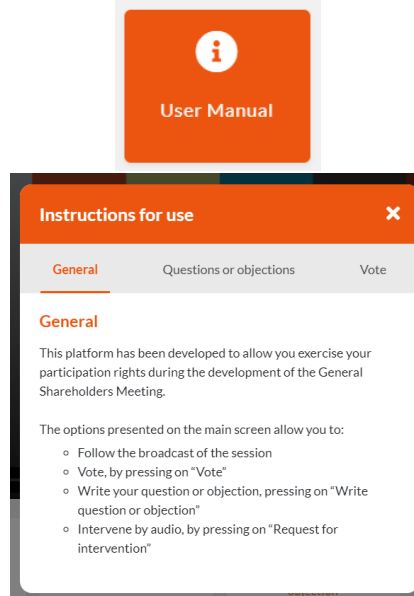 User Manual
Instructions for use
General
Questions or objections
Vote
General
This platform has been developed to allow you exercise your
participation rights during the development of the General
Shareholders Meeting.
The options presented on the main screen allow you to:
Follow the broadcast of the session
Vote, by pressing on “Vote”
Write your question or objection, pressing on “Write
question or objection”
Intervene by audio, by pressing on “Request for
intervention”
objection